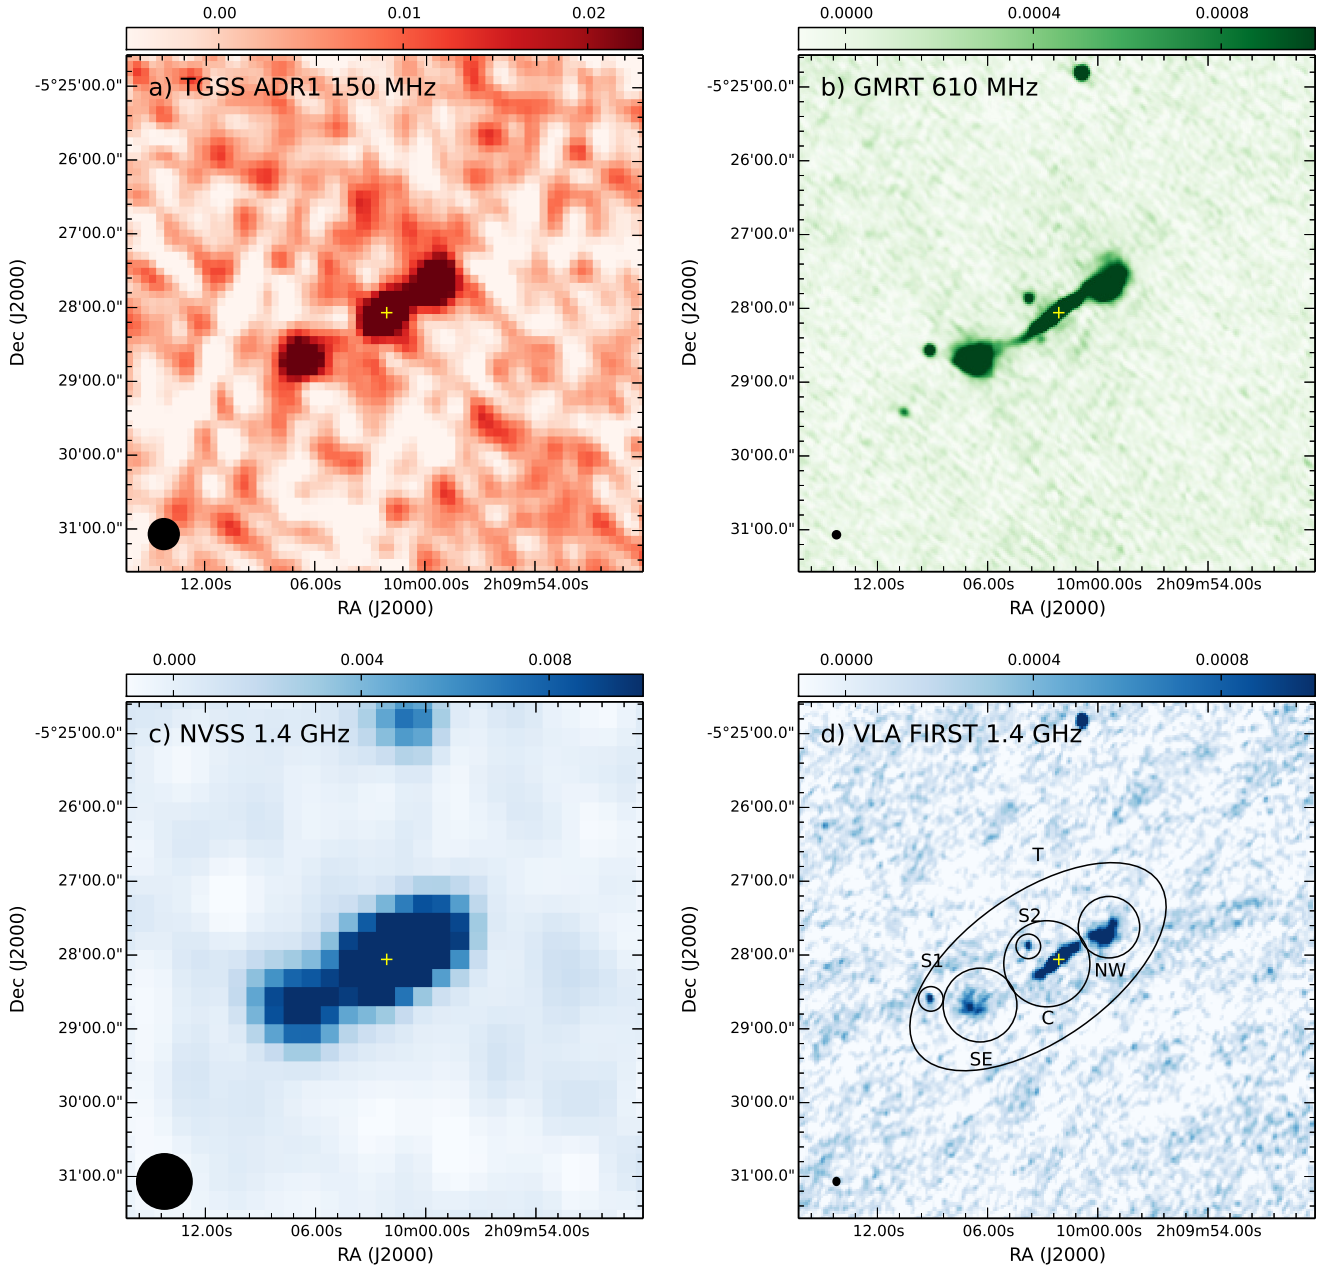 0.00 0.01 0.02
a) TGSS ADR1 150 MHz
-5°25'00.0"
26'00.0"
27'00.0"
28'00.0"
29'00.0"
30'00.0"
31'00.0"
Dec (J2000)
12.00s 06.00s 10m00.00s 2h09m54.00s
RA (J2000)
0.0000 0.0004 0.0008
b) GMRT 610 MHz
-5°25'00.0"
26'00.0"
27'00.0"
28'00.0"
29'00.0"
30'00.0"
31'00.0"
Dec (J2000)
12.00s 06.00s 10m00.00s 2h09m54.00s
RA (J2000)
0.000 0.004 0.008
c) NVSS 1.4 GHz
-5°25'00.0"
26'00.0"
27'00.0"
28'00.0"
29'00.0"
30'00.0"
31'00.0"
Dec (J2000)
12.00s 06.00s 10m00.00s 2h09m54.00s
RA (J2000)
0.0000 0.0004 0.0008
d) VLA FIRST 1.4 GHz
-5°25'00.0"
26'00.0"
27'00.0"
28'00.0"
29'00.0"
30'00.0"
31'00.0"
Dec (J2000)
T
S2
S1
NW
C
SE
12.00s 06.00s 10m00.00s 2h09m54.00s
RA (J2000)